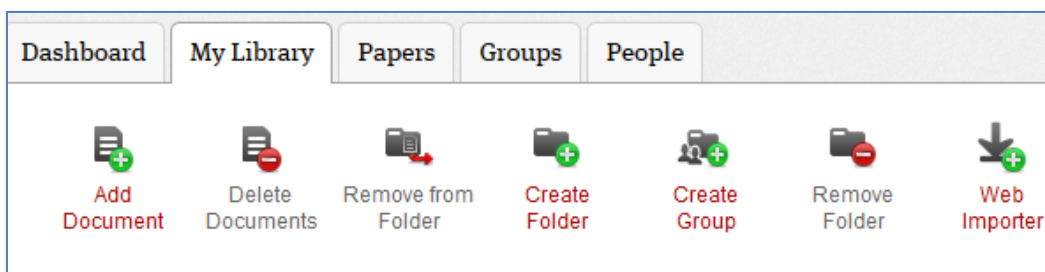 Dashboard My Library Papers Groups People
Add Delete Remove from Create Create Remove Web
Document Documents Folder Folder Group Folder Importer